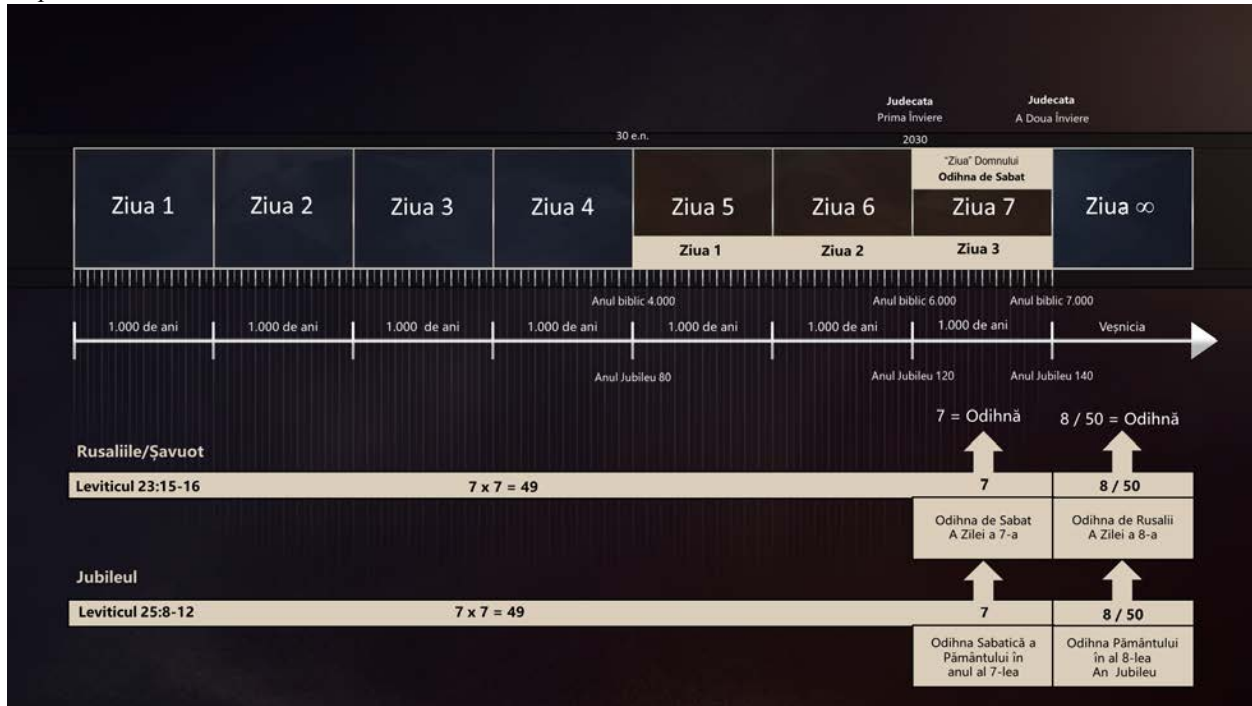 Judecata
Prima Înviere
Judecata
A Doua Înviere
30 e.n.
2030
Ziua 1
Ziua 2
Ziua 3
Ziua 4
Ziua 5
Ziua 1
Ziua 6
Ziua 2
"Ziua" Domnului
Odihna de Sabat
Ziua 7
Ziua 3
Ziua ∞
Anul biblic 4.000
Anul biblic 6.000
Anul biblic 7.000
1.000 de ani
1.000 de ani
1.000 de ani
1.000 de ani
1.000 de ani
1.000 de ani
1.000 de ani
Veșnicia
Anul Jubileu 80
Anul Jubileu 120
Anul Jubileu 140
7 = Odihnă
8 / 50 = Odihnă
Rusaliile/Șavuot
Leviticul 23:15-16
7 x 7 = 49
7
8 / 50
Odihna de Sabat
A Zilei a 7-a
Odihna de Rusalii
A Zilei a 8-a
Jubileul
Leviticul 25:8-12
7 x 7 = 49
7
8 / 50
Odihna Sabatică a
Pământului în
anul al 7-lea
Odihna Pământului
în al 8-lea
An Jubileu